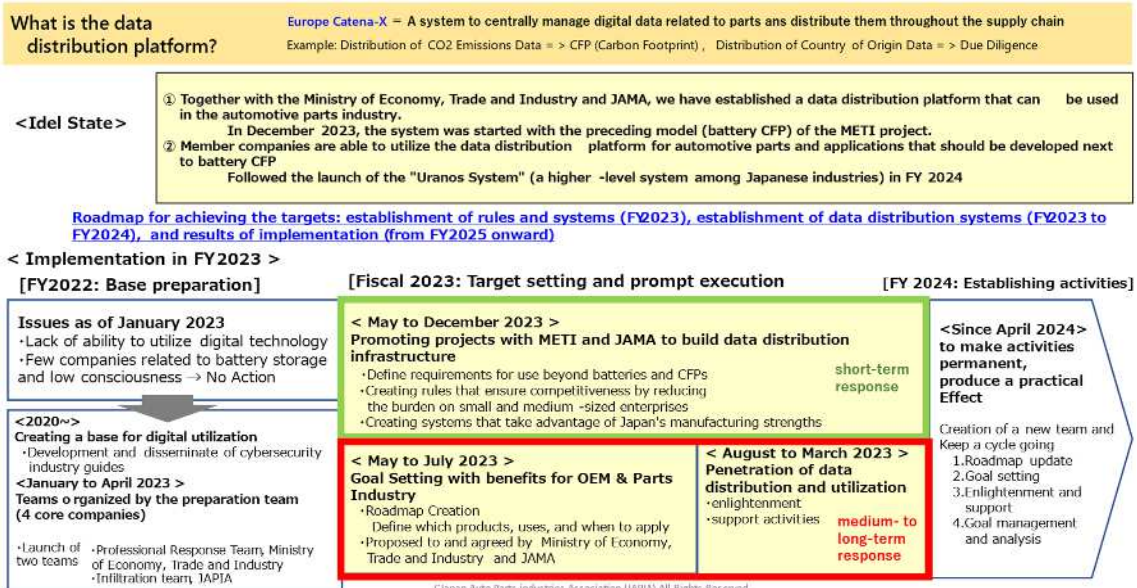 What is the data
distribution platform?
Europe Catena-X = A system to centrally manage digital data related to parts ans distribute them throughout the supply chain
Example: Distribution of CO2 Emissions Data = > CFP (Carbon Footprint) , Distribution of Country of Origin Data = > Due Diligence
<Idel State>
① Together with the Ministry of Economy, Trade and Industry and JAMA, we have established a data distribution platform that can be used
in the automotive parts industry.
In December 2023, the system was started with the preceding model (battery CFP) of the METI project.
② Member companies are able to utilize the data distribution platform for automotive parts and applications that should be developed next
to battery CFP
Followed the launch of the "Uranos System" (a higher -level system among Japanese industries) in FY 2024
Roadmap for achieving the targets: establishment of rules and systems (FY2023), establishment of data distribution systems (FY2023 to
FY2024), and results of implementation (from FY2025 onward)
< Implementation in FY2023 >
[FY2022: Base preparation]
Issues as of January 2023
・Lack of ability to utilize digital technology
・Few companies related to battery storage
and low consciousness → No Action
<2020~>
Creating a base for digital utilization
・Development and disseminate of cybersecurity
industry guides
<January to April 2023 >
Teams o rganized by the preparation team
(4 core companies)
・Launch of
two teams
・Professional Response Team, Ministry
of Economy, Trade and Industry
・Infiltration team, JAPIA
[Fiscal 2023: Target setting and prompt execution
< May to December 2023 >
Promoting projects with METI and JAMA to build data distribution
infrastructure
・Define requirements for use beyond batteries and CFPs
・Creating rules that ensure competitiveness by reducing
the burden on small and medium -sized enterprises
・Creating systems that take advantage of Japan's manufacturing strengths
short-term
response
< May to July 2023 >
Goal Setting with benefits for OEM & Parts
Industry
・Roadmap Creation
Define which products, uses, and when to apply
・Proposed to and agreed by Ministry of Economy,
Trade and Industry and JAMA
< August to March 2023 >
Penetration of data
distribution and utilization
・enlightenment
・support activities
medium- to
long-term
response
[FY 2024: Establishing activities]
<Since April 2024>
to make activities
permanent,
produce a practical
Effect
Creation of a new team and
Keep a cycle going
1.Roadmap update
2.Goal setting
3.Enlightenment and
support
4.Goal management
and analysis
Auto Parts Industries Association (JAPIA) All Rights Reserved